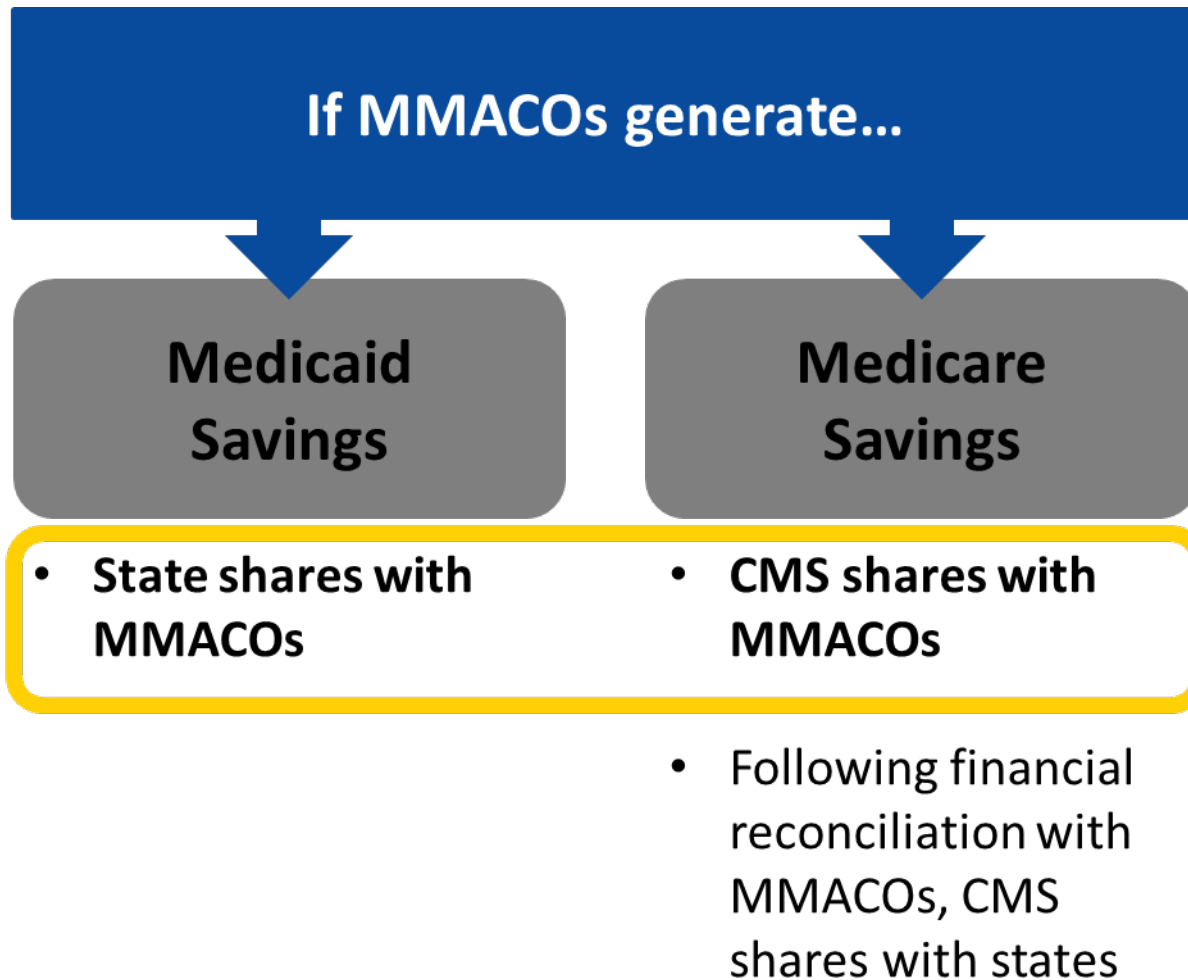 If MMACOs generate…
Medicaid
Savings
• State shares with
MMACOs
Medicare
Savings
• CMS shares with
MMACOs
• Following financial
reconciliation with
MMACOs, CMS
shares with states